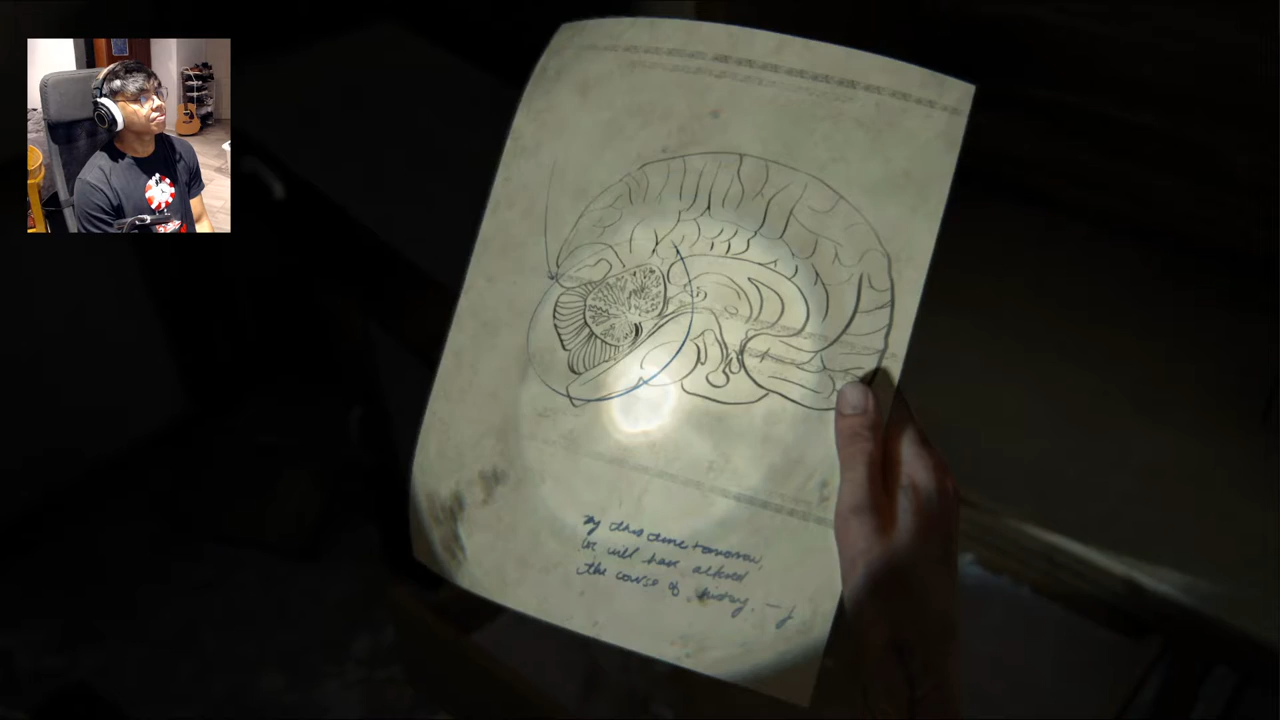 By this time tomorrow,
we will have altered
the course of history. —J